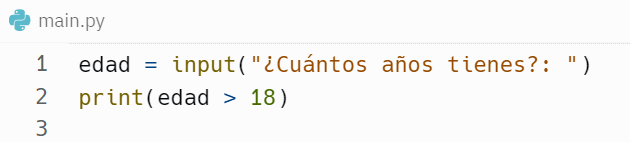 main.py
1 edad = input("¿Cuántos años tienes?: ")
2 print(edad > 18)
3